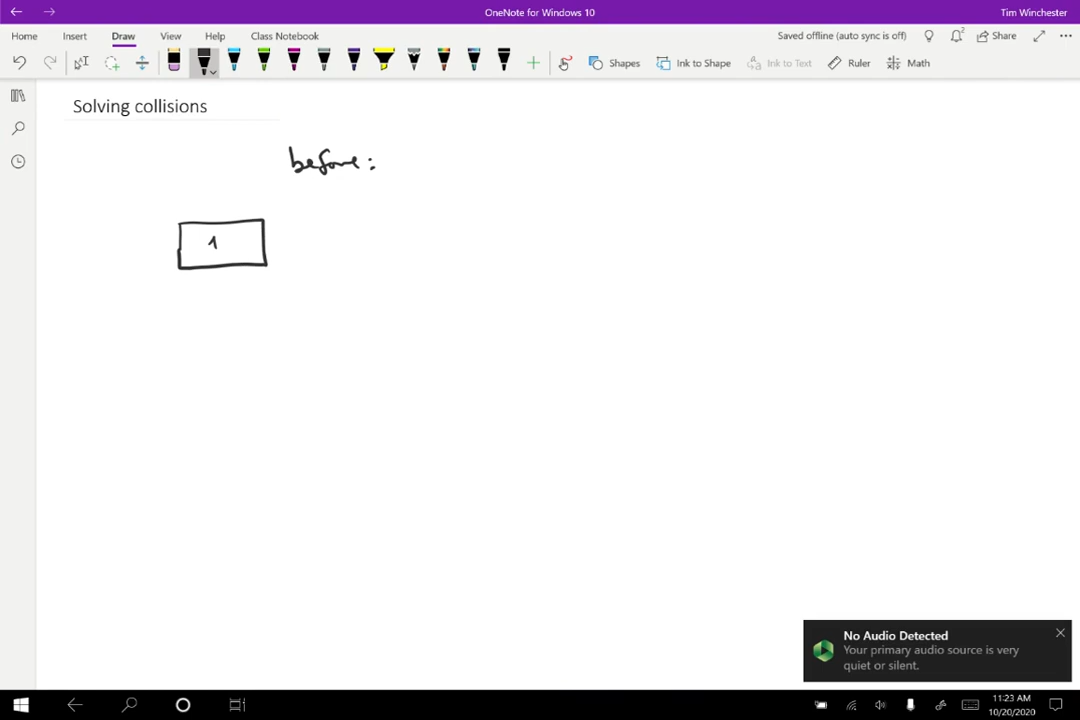 OneNote for Windows 10
Tim Winchester
Home Insert Draw View Help Class Notebook
Saved offline (auto sync is off)
Share
Shapes
Ink to Shape
Ink to Text
Ruler
Math
Solving collisions
before:
1
No Audio Detected
Your primary audio source is very
quiet or silent.
11:23 AM
10/20/2020